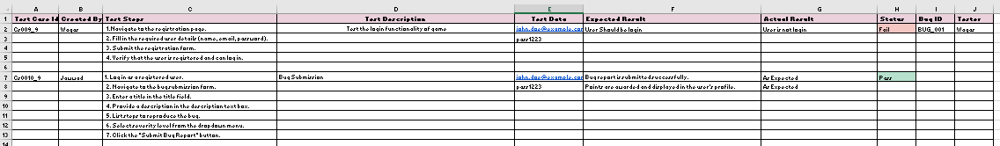 A B C D E F G H I J
1 Test Case Id Created By Test Steps Test Description Test Data Expected Result Actual Result Status Bug ID Tester
2 Cs009_9 Waqar 1. Navigate to the registration page. Test the login functionality of game john.doe@example.com User Should be login User is not login Fail BUG_001 Waqar
3 2. Fill in the required user details (name, email, password). pass1223
4 3. Submit the registration form.
5 4. Verify that the user is registered and can log in.
6
7 Cs0010_9 Jawwad 1. Log in as a registered user. Bug Submission john.doe@example.com Bug report is submitted successfully. As Expected Pass
8 2. Navigate to the bug submission form. pass1223 Points are awarded and displayed in the user's profile. As Expected
9 3. Enter a title in the title field.
10 4. Provide a description in the description text box.
11 5. List steps to reproduce the bug.
12 6. Select severity level from the dropdown menu.
13 7. Click the "Submit Bug Report" button.
14